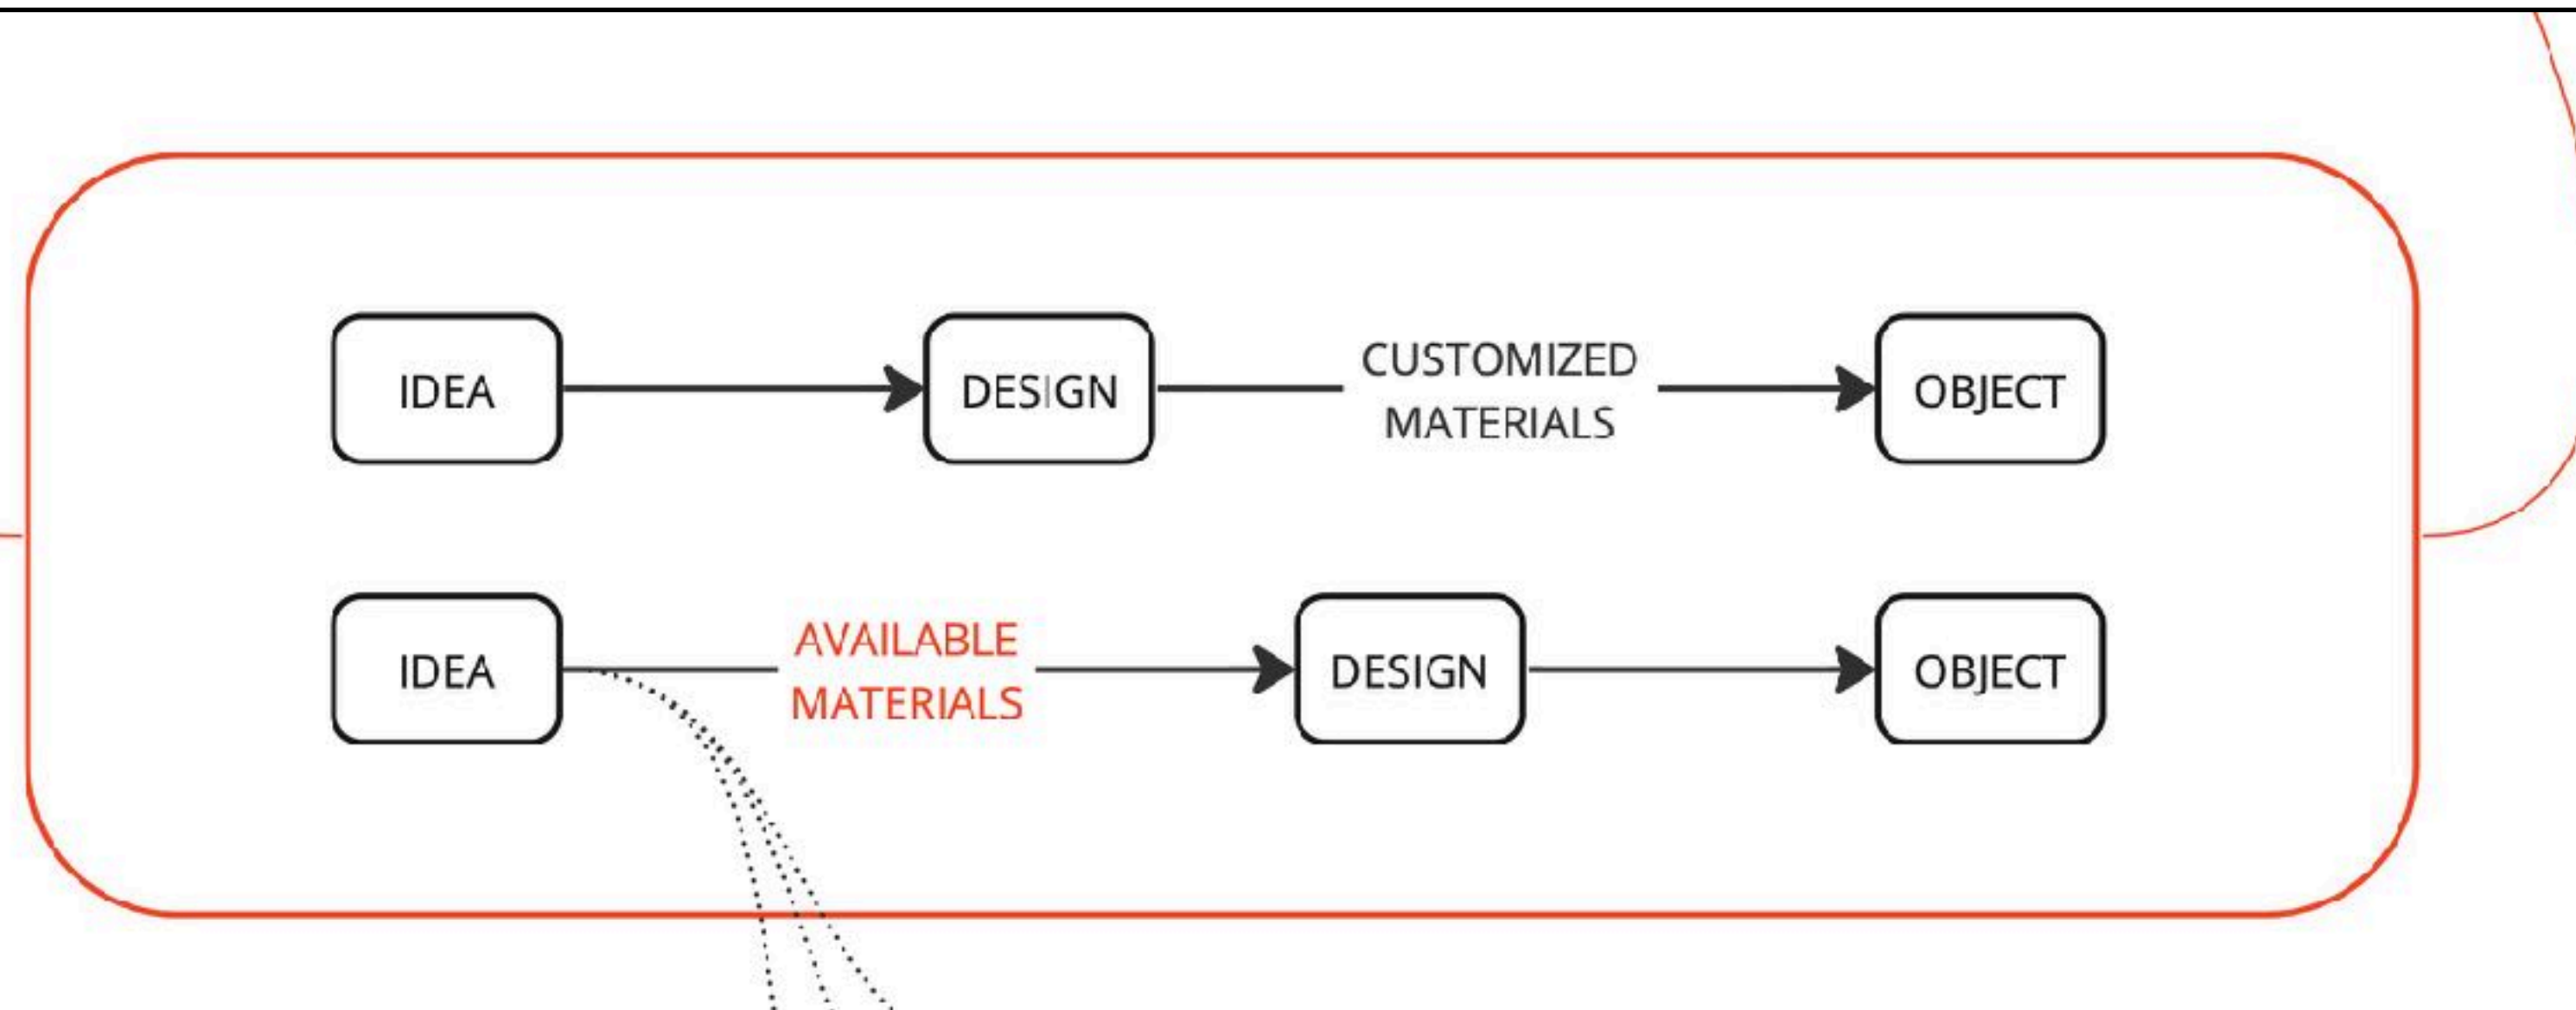 IDEA
DESIGN
CUSTOMIZED
MATERIALS
OBJECT
IDEA
AVAILABLE
MATERIALS
DESIGN
OBJECT